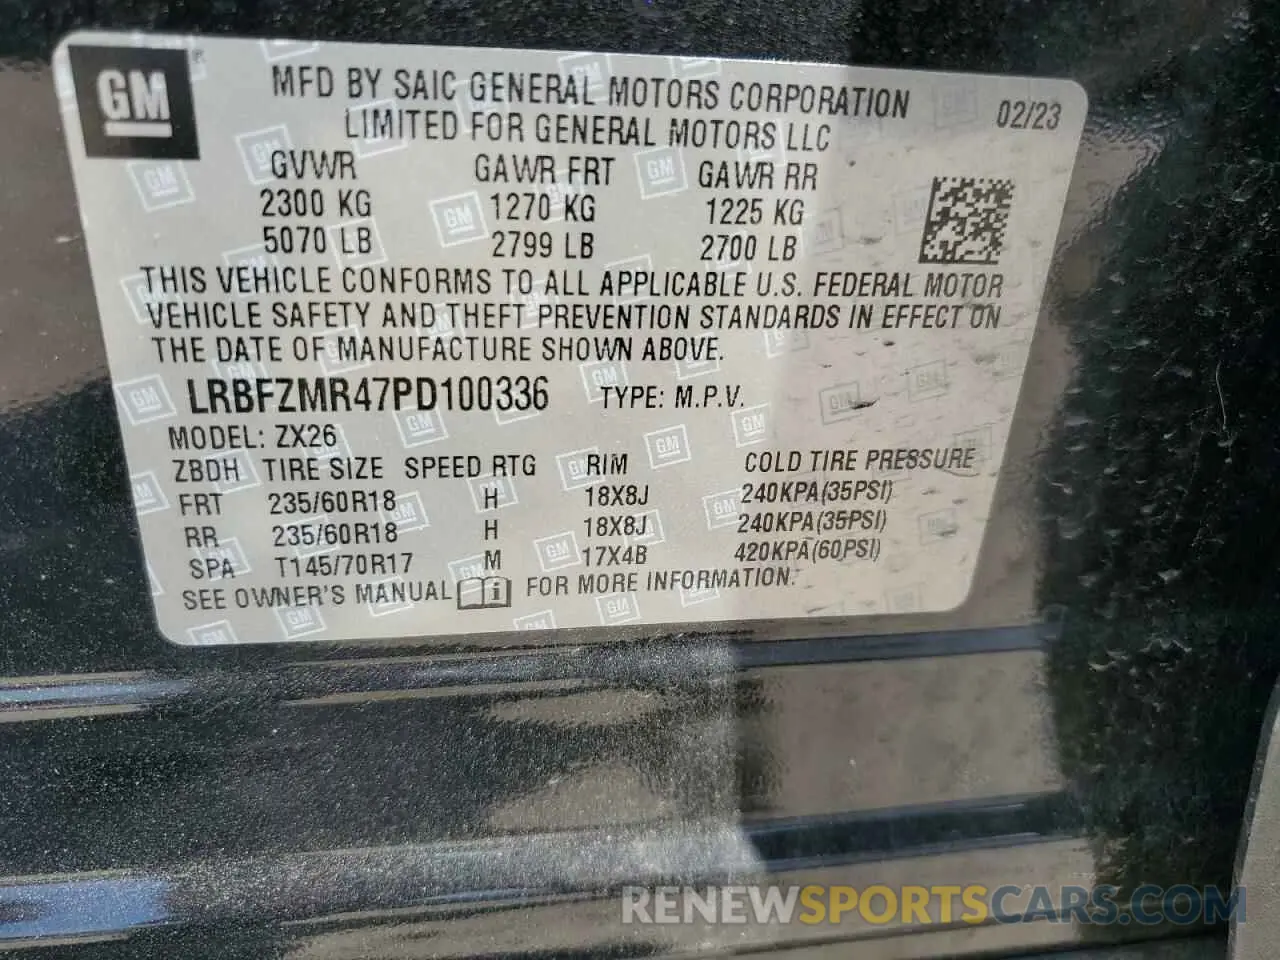 GM
MFD BY SAIC GENERAL MOTORS CORPORATION
LIMITED FOR GENERAL MOTORS LLC
02/23
GVWR GAWR FRT GAWR RR
2300 KG 1270 KG 1225 KG
5070 LB 2799 LB 2700 LB
THIS VEHICLE CONFORMS TO ALL APPLICABLE U.S. FEDERAL MOTOR
VEHICLE SAFETY AND THEFT PREVENTION STANDARDS IN EFFECT ON
THE DATE OF MANUFACTURE SHOWN ABOVE.
LRBFZMR47PD100336 TYPE: M.P.V.
MODEL: ZX26
ZBDH TIRE SIZE SPEED RTG RIM COLD TIRE PRESSURE
FRT 235/60R18 H 18X8J 240KPA(35PSI)
RR 235/60R18 H 18X8J 240KPA(35PSI)
SPA T145/70R17 M 17X4B 420KPA(60PSI)
SEE OWNER'S MANUAL i FOR MORE INFORMATION.
RENEWSPORTSCARS.COM